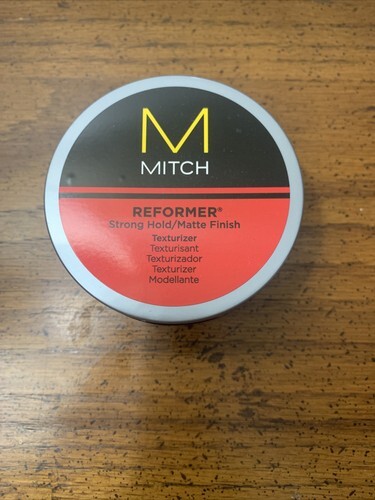 M
MITCH
REFORMER®
Strong Hold/Matte Finish
Texturizer
Texturisant
Texturizador
Texturizer
Modellante